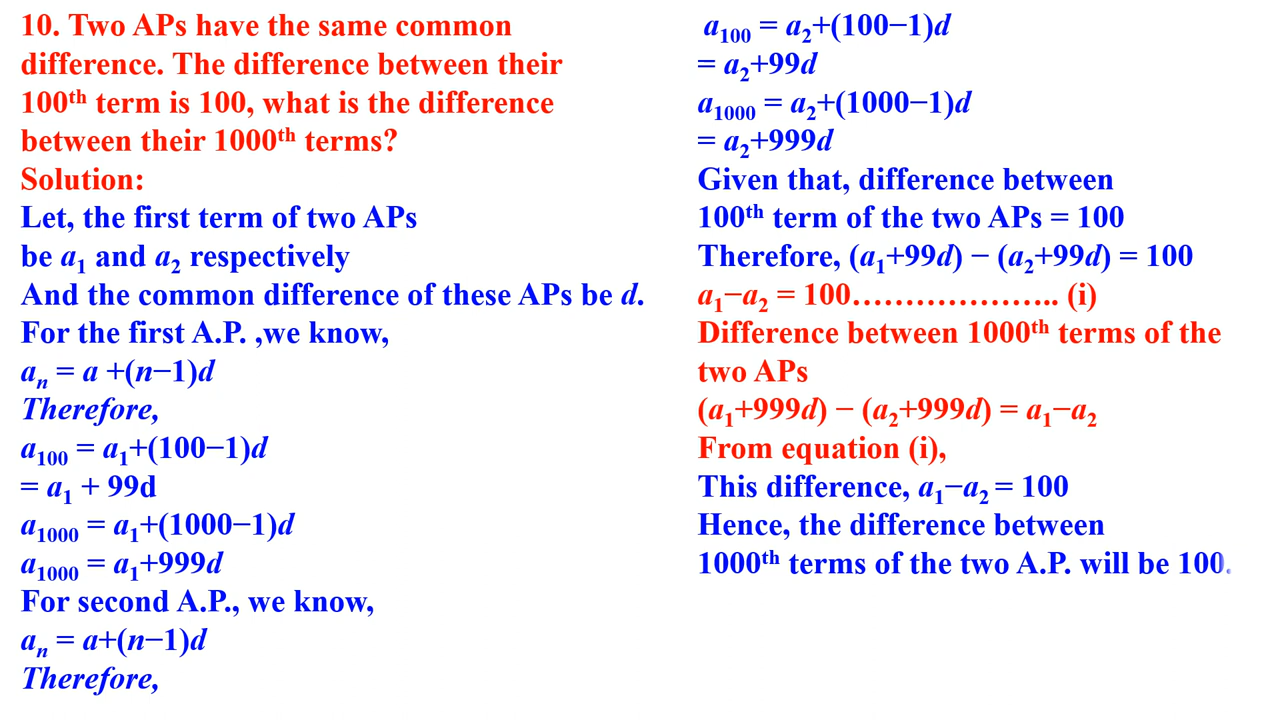 10. Two APs have the same common
difference. The difference between their
100th term is 100, what is the difference
between their 1000th terms?
Solution:
Let, the first term of two APs
be a1 and a2 respectively
And the common difference of these APs be d.
For the first A.P. ,we know,
an = a +(n−1)d
Therefore,
a100 = a1+(100−1)d
= a1 + 99d
a1000 = a1+(1000−1)d
a1000 = a1+999d
For second A.P., we know,
an = a+(n−1)d
Therefore,
a100 = a2+(100−1)d
= a2+99d
a1000 = a2+(1000−1)d
= a2+999d
Given that, difference between
100th term of the two APs = 100
Therefore, (a1+99d) − (a2+99d) = 100
a1−a2 = 100………………….. (i)
Difference between 1000th terms of the
two APs
(a1+999d) − (a2+999d) = a1−a2
From equation (i),
This difference, a1−a2 = 100
Hence, the difference between
1000th terms of the two A.P. will be 100.